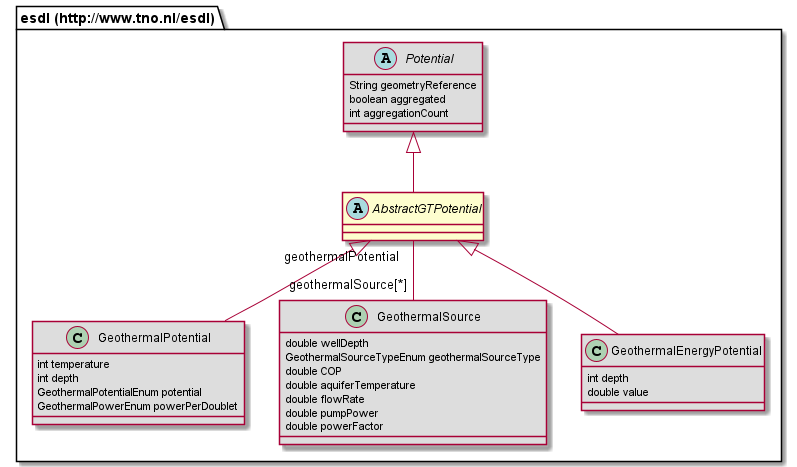 esdl (http://www.tno.nl/esdl)
A Potential
String geometryReference
boolean aggregated
int aggregationCount
A AbstractGTPotential
geothermalPotential
geothermalSource[*]
C GeothermalPotential
int temperature
int depth
GeothermalPotentialEnum potential
GeothermalPowerEnum powerPerDoublet
C GeothermalSource
double wellDepth
GeothermalSourceTypeEnum geothermalSourceType
double COP
double aquiferTemperature
double flowRate
double pumpPower
double powerFactor
C GeothermalEnergyPotential
int depth
double value